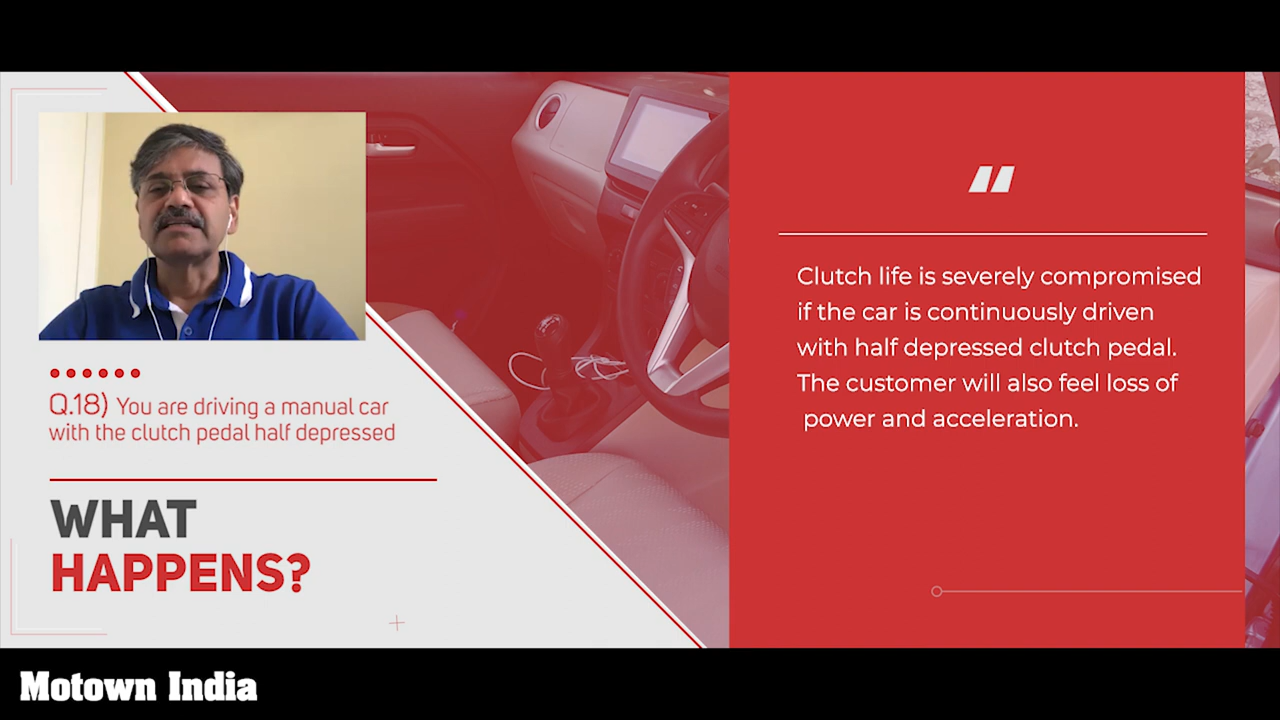 Q.18) You are driving a manual car
with the clutch pedal half depressed
WHAT
HAPPENS?
Clutch life is severely compromised
if the car is continuously driven
with half depressed clutch pedal.
The customer will also feel loss of
power and acceleration.
Motown India